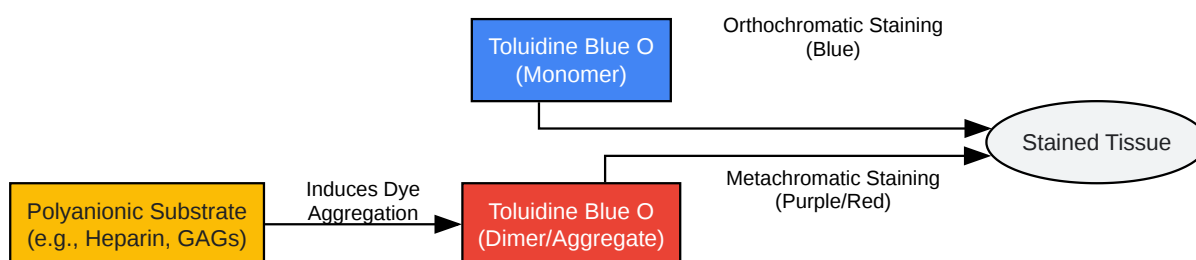 Toluidine Blue O
(Monomer)
Orthochromatic Staining
(Blue)
Stained Tissue
Polyanionic Substrate
(e.g., Heparin, GAGs)
Induces Dye
Aggregation
Toluidine Blue O
(Dimer/Aggregate)
Metachromatic Staining
(Purple/Red)